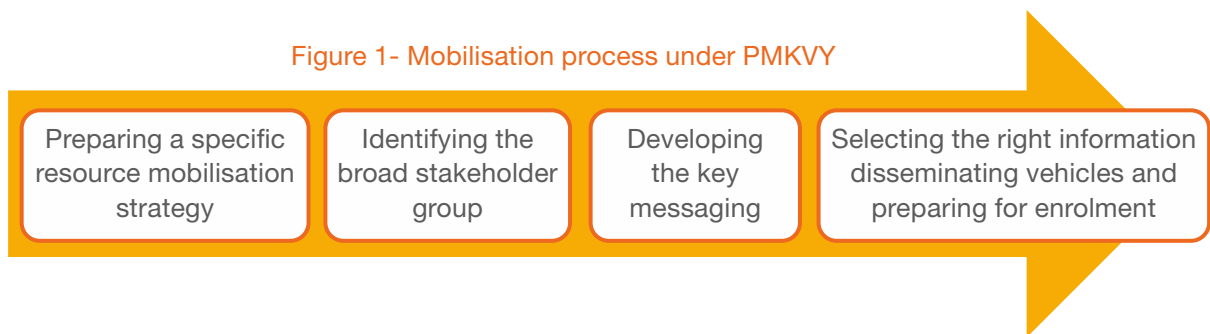 Figure 1- Mobilisation process under PMKVY
Preparing a specific
resource mobilisation
strategy
Identifying the
broad stakeholder
group
Developing
the key
messaging
Selecting the right information
disseminating vehicles and
preparing for enrolment